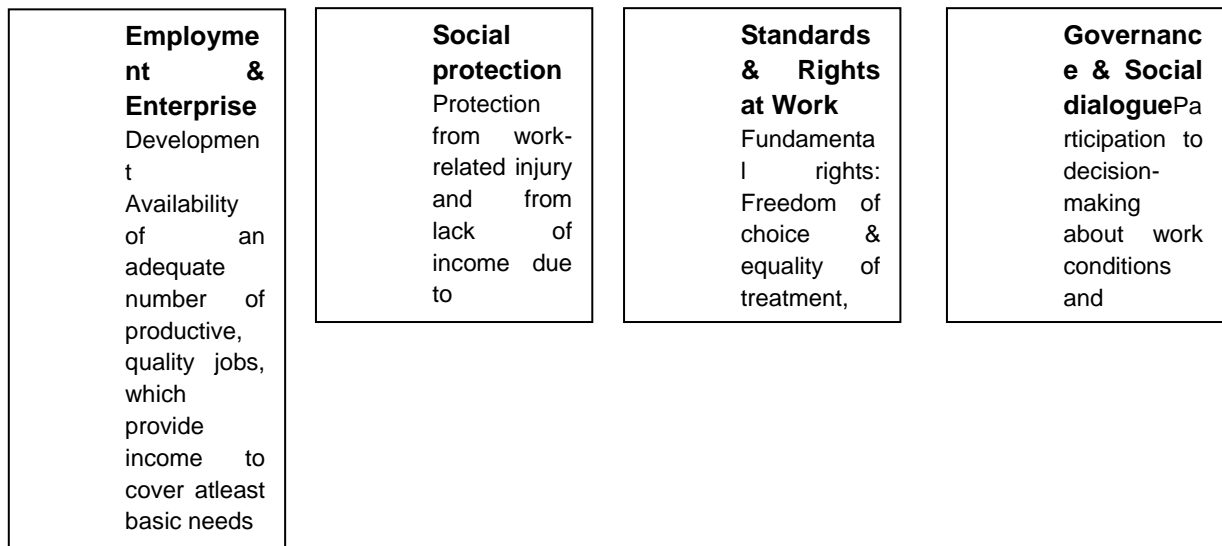 Employme
nt &
Enterprise
Developmen
t
Availability
of an
adequate
number of
productive,
quality jobs,
which
provide
income to
cover atleast
basic needs
Social
protection
Protection
from work-
related injury
and from
lack of
income due
to
Standards
& Rights
at Work
Fundamenta
l rights:
Freedom of
choice &
equality of
treatment,
Governanc
e & Social
dialoguePa
rticipation to
decision-
making
about work
conditions
and